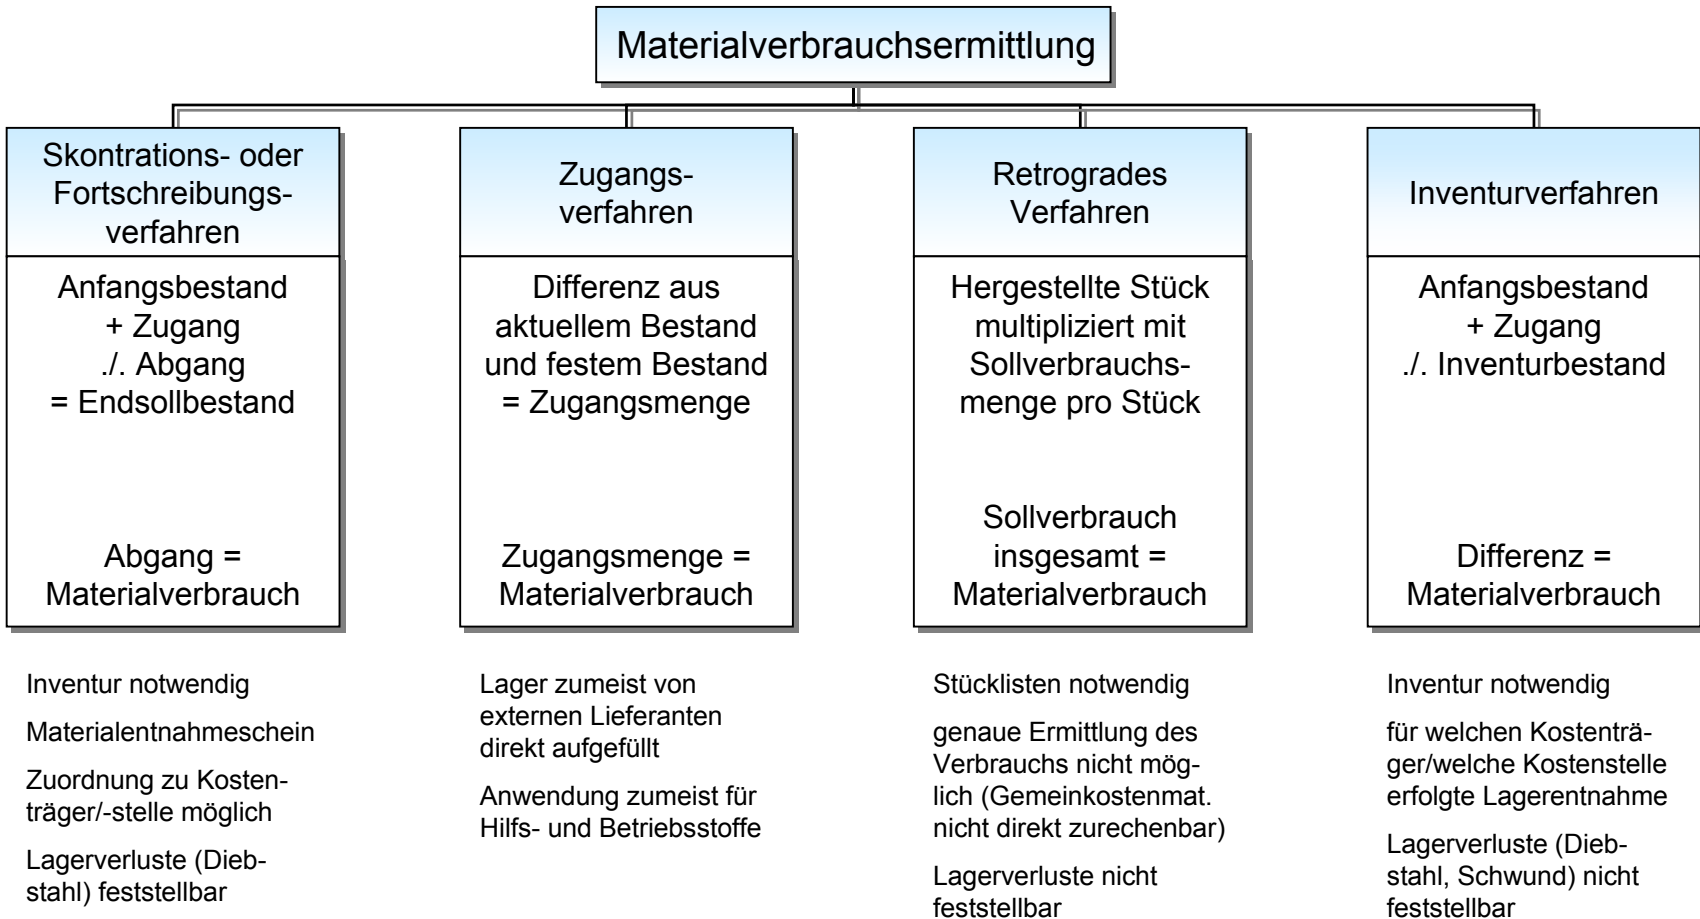 Materialverbrauchsermittlung
Skontrations- oder
Fortschreibungs-
verfahren
Anfangsbestand
+ Zugang
./. Abgang
= Endsollbestand
Abgang =
Materialverbrauch
Inventur notwendig
Materialentnahmeschein
Zuordnung zu Kosten-
träger/-stelle möglich
Lagerverluste (Dieb-
stahl) feststellbar
Zugangs-
verfahren
Differenz aus
aktuellem Bestand
und festem Bestand
= Zugangsmenge
Zugangsmenge =
Materialverbrauch
Lager zumeist von
externen Lieferanten
direkt aufgefüllt
Anwendung zumeist für
Hilfs- und Betriebsstoffe
Retrogrades
Verfahren
Hergestellte Stück
multipliziert mit
Sollverbrauchs-
menge pro Stück
Sollverbrauch
insgesamt =
Materialverbrauch
Stücklisten notwendig
genaue Ermittlung des
Verbrauchs nicht mög-
lich (Gemeinkostenmat.
nicht direkt zurechenbar)
Lagerverluste nicht
feststellbar
Inventurverfahren
Anfangsbestand
+ Zugang
./. Inventurbestand
Differenz =
Materialverbrauch
Inventur notwendig
für welchen Kostenträ-
ger/welche Kostenstelle
erfolgte Lagerentnahme
Lagerverluste (Dieb-
stahl, Schwund) nicht
feststellbar